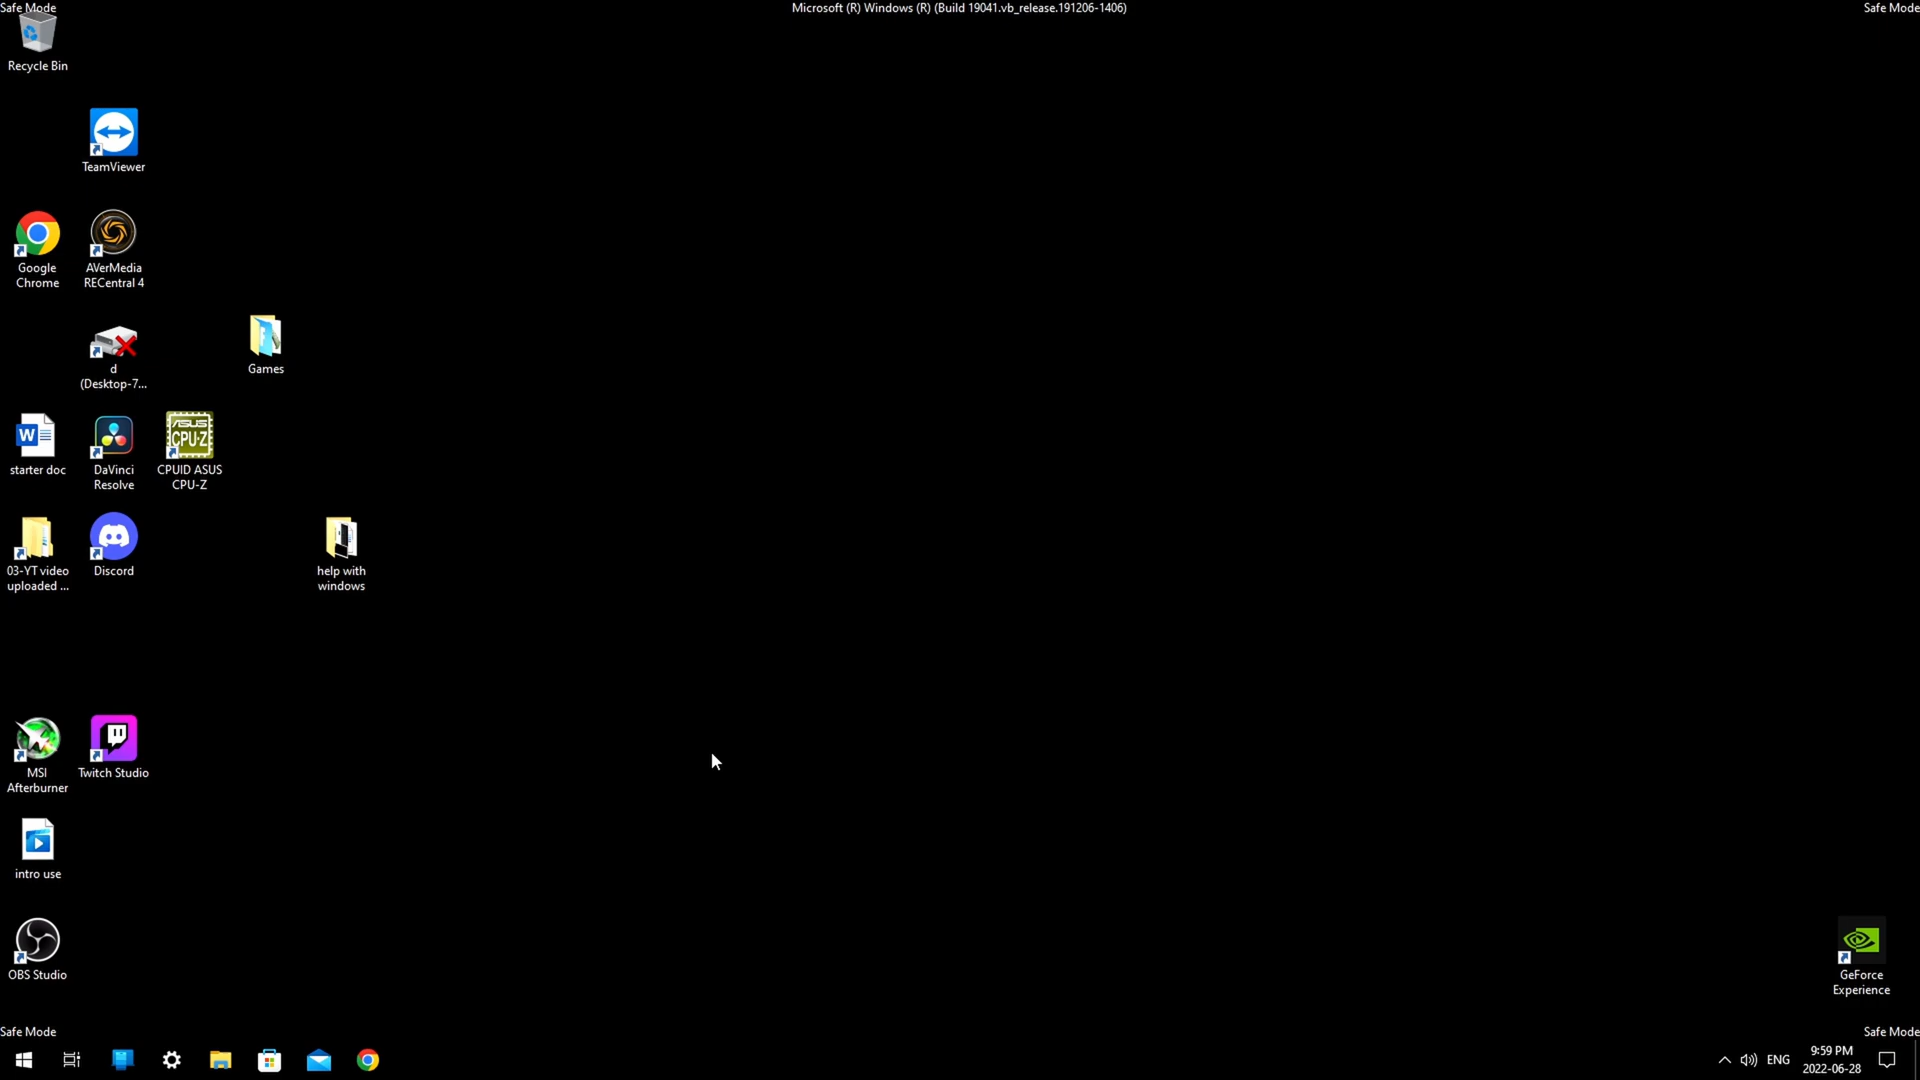 Safe Mode
Microsoft (R) Windows (R) (Build 19041.vb_release.191206-1406)
Safe Mode
Recycle Bin
TeamViewer
Google
Chrome
AVerMedia
RECentral 4
d
(Desktop-7...
Games
starter doc
DaVinci
Resolve
ASUS
CPU-Z
CPUID ASUS
CPU-Z
03-YT video
uploaded ...
Discord
help with
windows
MSI
Afterburner
Twitch Studio
intro use
OBS Studio
GeForce
Experience
Safe Mode
Safe Mode
ENG
9:59 PM
2022-06-28